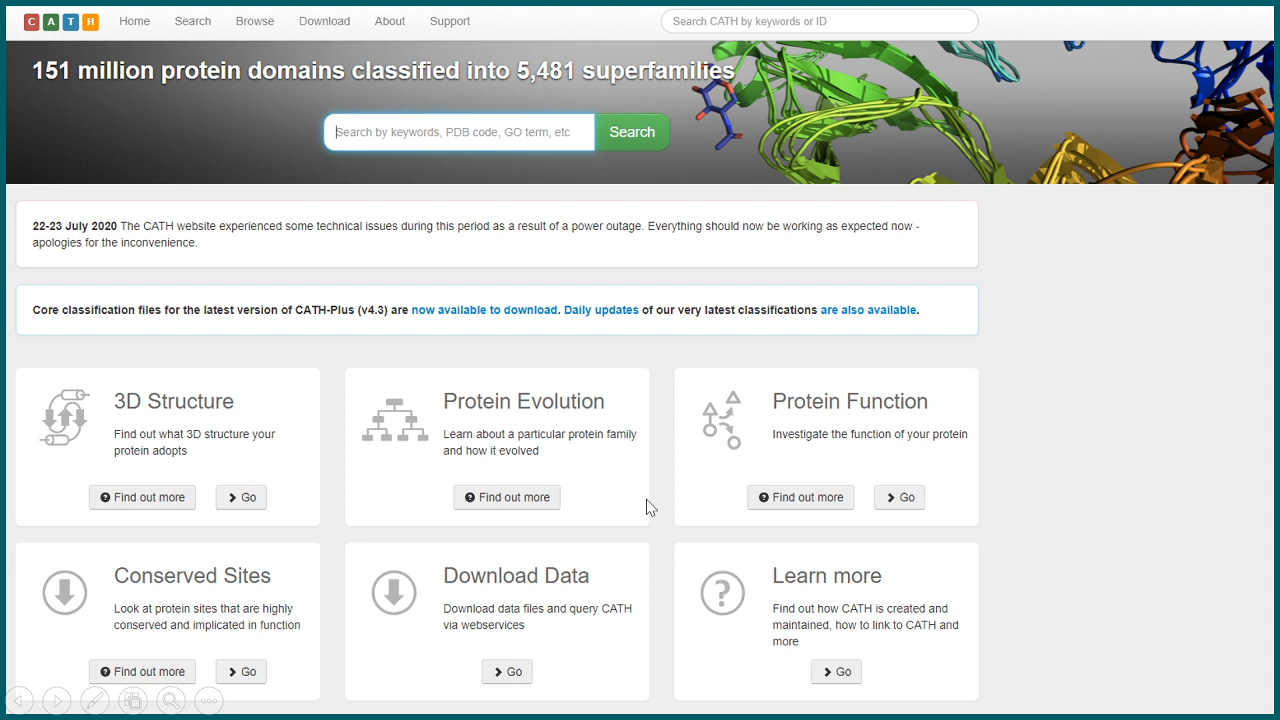 C A T H Home Search Browse Download About Support Search CATH by keywords or ID
151 million protein domains classified into 5,481 superfamilies
Search by keywords, PDB code, GO term, etc Search
22-23 July 2020 The CATH website experienced some technical issues during this period as a result of a power outage. Everything should now be working as expected now -
apologies for the inconvenience.
Core classification files for the latest version of CATH-Plus (v4.3) are now available to download. Daily updates of our very latest classifications are also available.
3D Structure
Find out what 3D structure your
protein adopts
Find out more Go
Protein Evolution
Learn about a particular protein family
and how it evolved
Find out more
Protein Function
Investigate the function of your protein
Find out more Go
Conserved Sites
Look at protein sites that are highly
conserved and implicated in function
Find out more Go
Download Data
Download data files and query CATH
via webservices
Go
Learn more
Find out how CATH is created and
maintained, how to link to CATH and
more
Go